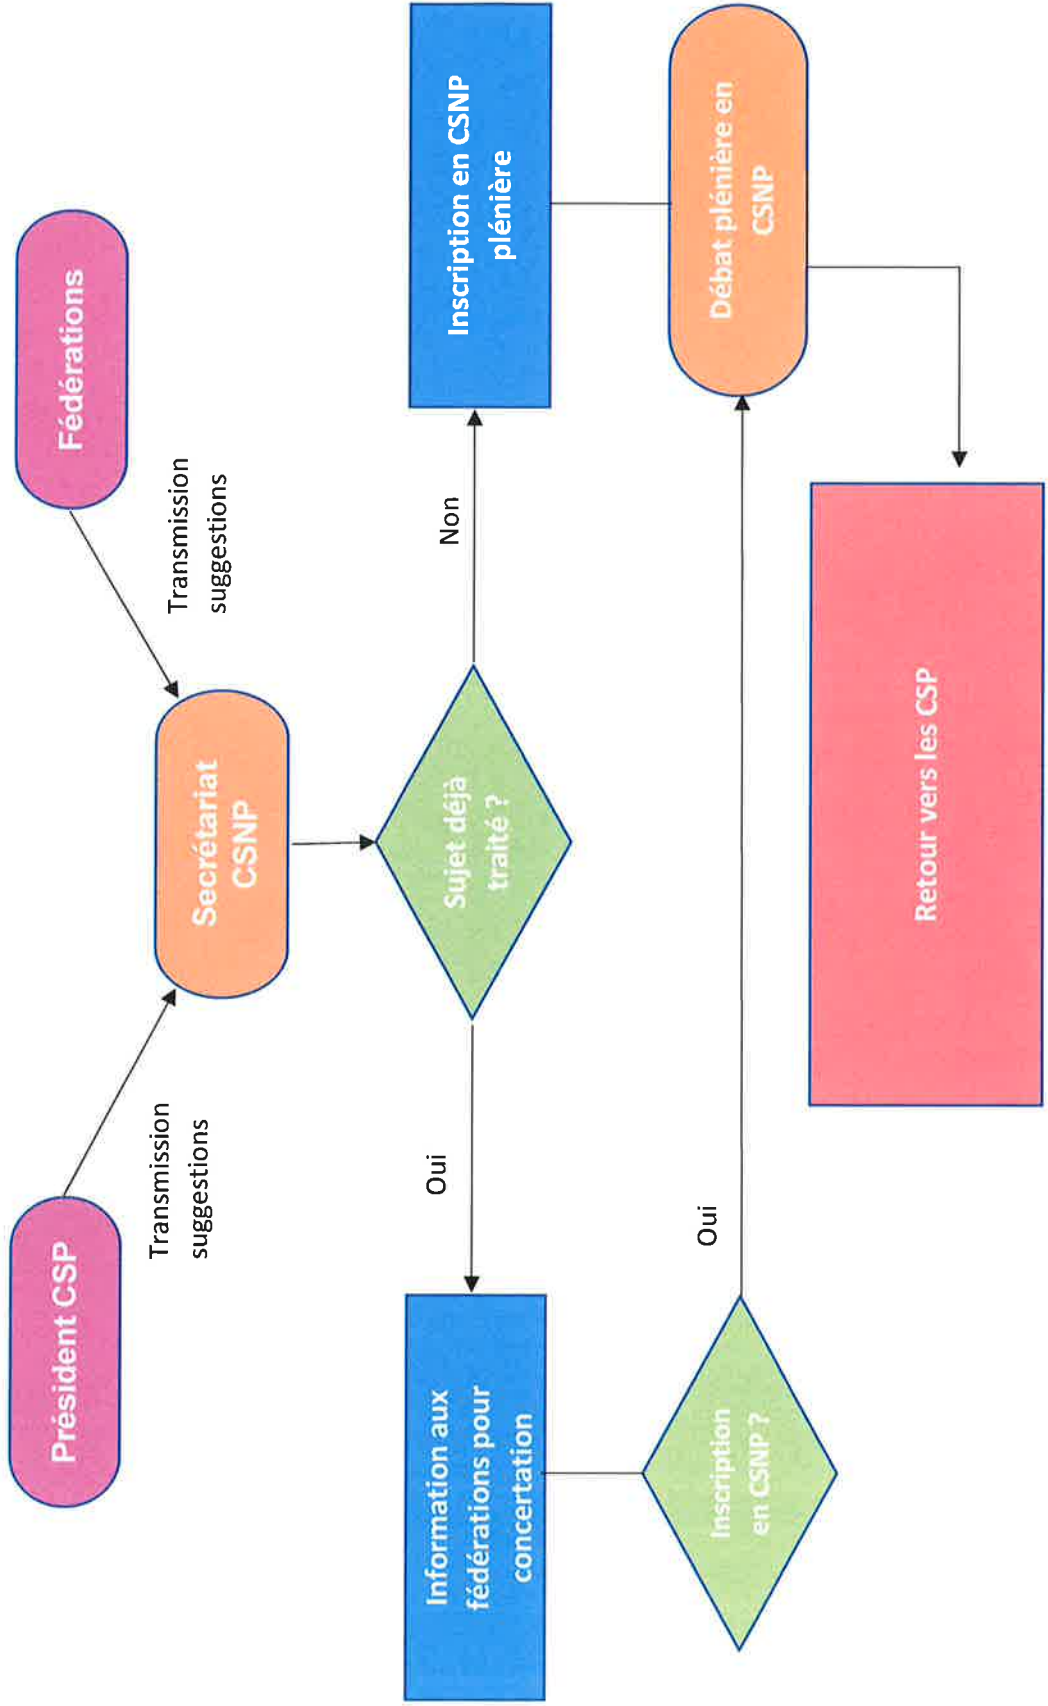 Président CSP
Fédérations
Transmission
suggestions
Transmission
suggestions
Secrétariat
CSNP
Sujet déjà
traité ?
Oui
Non
Information aux
fédérations pour
concertation
Inscription en CSNP
plénière
Inscription
en CSNP ?
Oui
Débat plénière en
CSNP
Retour vers les CSP